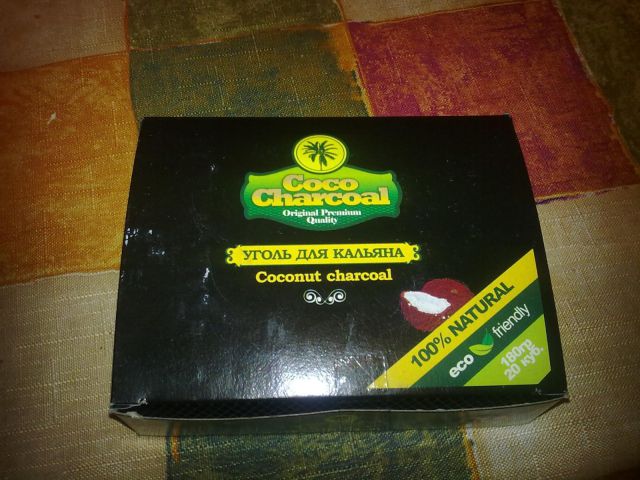 Coco
Charcoal
Original Premium
Quality
УГОЛЬ ДЛЯ КАЛЬЯНА
Coconut charcoal
100% NATURAL
eco friendly
180гр
20 куб.